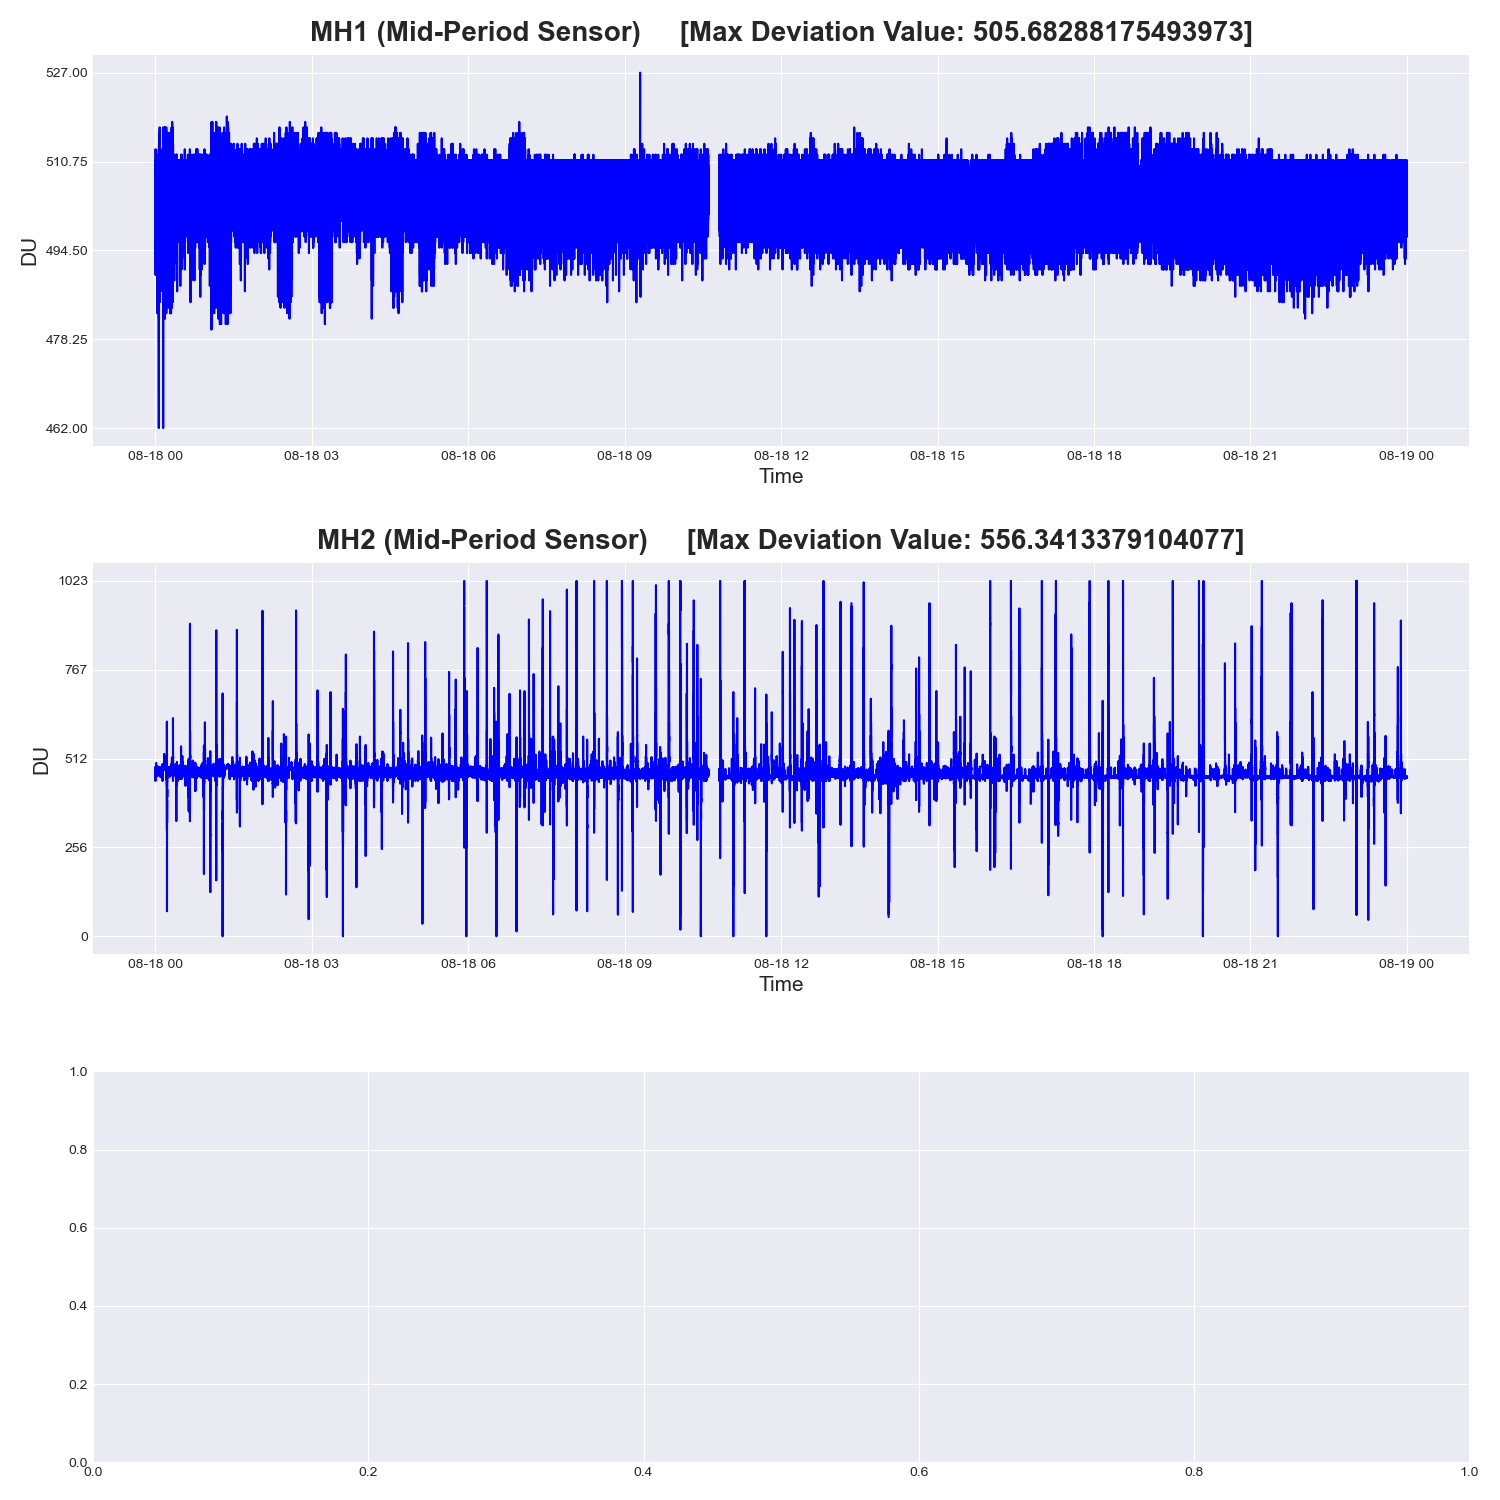 MH1 (Mid-Period Sensor) [Max Deviation Value: 505.68288175493973]
527.00
510.75
494.50
478.25
462.00
DU
08-18 00 08-18 03 08-18 06 08-18 09 08-18 12 08-18 15 08-18 18 08-18 21 08-19 00
Time
MH2 (Mid-Period Sensor) [Max Deviation Value: 556.3413379104077]
1023
767
512
256
0
DU
08-18 00 08-18 03 08-18 06 08-18 09 08-18 12 08-18 15 08-18 18 08-18 21 08-19 00
Time
1.0
0.8
0.6
0.4
0.2
0.0
0.0 0.2 0.4 0.6 0.8 1.0